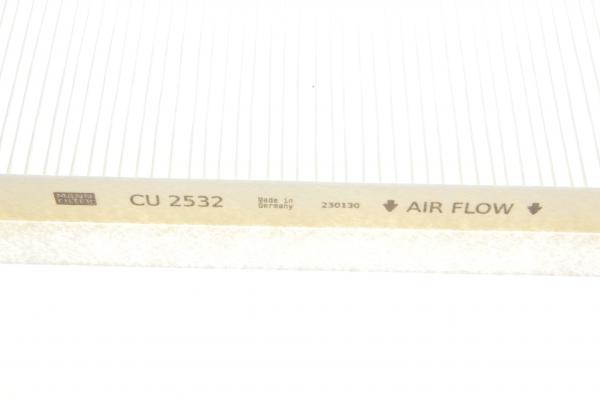 MANN
FILTER
CU 2532
Made in
Germany
230130
AIR FLOW